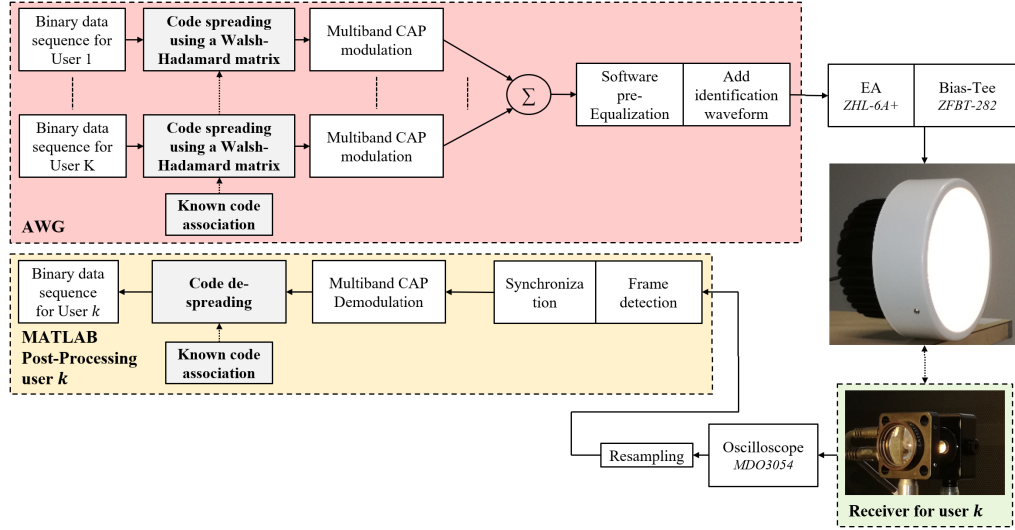 Binary data
sequence for
User 1
Code spreading
using a Walsh-
Hadamard matrix
Multiband CAP
modulation
Binary data
sequence for
User K
Code spreading
using a Walsh-
Hadamard matrix
Multiband CAP
modulation
Known code
association
∑
Software
pre-
Equalization
Add
identification
waveform
AWG
EA
ZHL-6A+
Bias-Tee
ZFBT-282
Binary data
sequence
for User k
Code de-
spreading
Multiband CAP
Demodulation
Synchroniza
tion
Frame
detection
Known code
association
MATLAB
Post-Processing
user k
Resampling
Oscilloscope
MDO3054
Receiver for user k